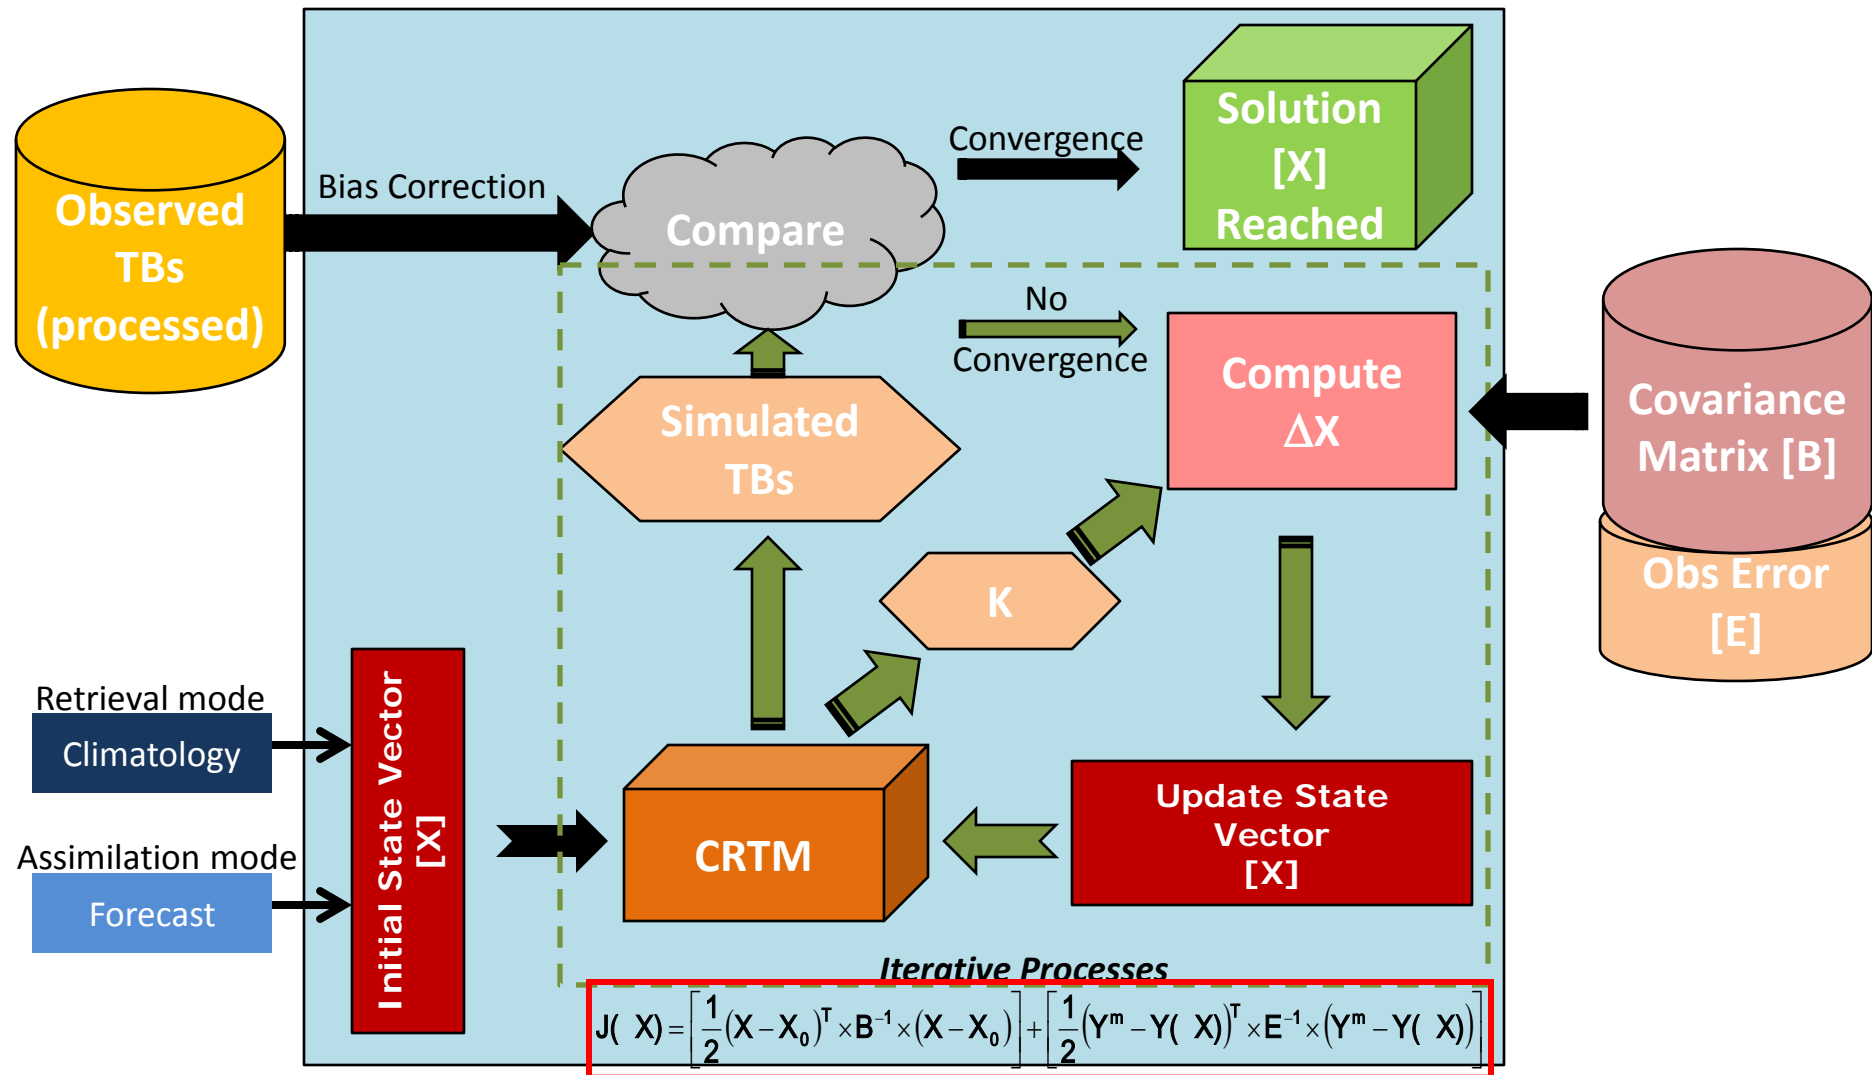 Observed
TBs
(processed)
Bias Correction
Compare
Convergence
Solution
[X]
Reached
No
Convergence
Compute
ΔX
Covariance
Matrix [B]
Obs Error
[E]
Simulated
TBs
K
Retrieval mode
Climatology
Assimilation mode
Forecast
Initial State Vector
[X]
CRTM
Update State
Vector
[X]
Iterative Processes
J( X) = [1/2 (X − X₀)ᵀ × B⁻¹ × (X − X₀)] + [1/2 (Yᵐ − Y( X))ᵀ × E⁻¹ × (Yᵐ − Y( X))]